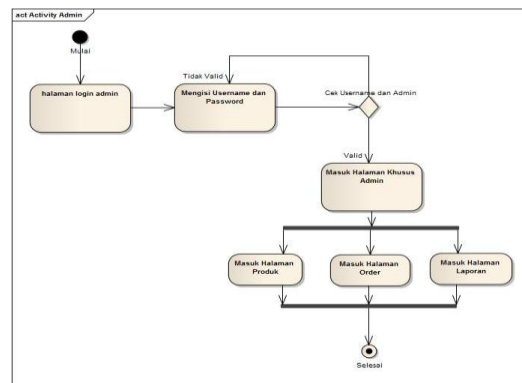 act Activity Admin
Mulai
halaman login admin
Tidak Valid
Mengisi Username dan
Password
Cek Username dan Admin
Valid
Masuk Halaman Khusus
Admin
Masuk Halaman
Produk
Masuk Halaman
Order
Masuk Halaman
Laporan
Selesai